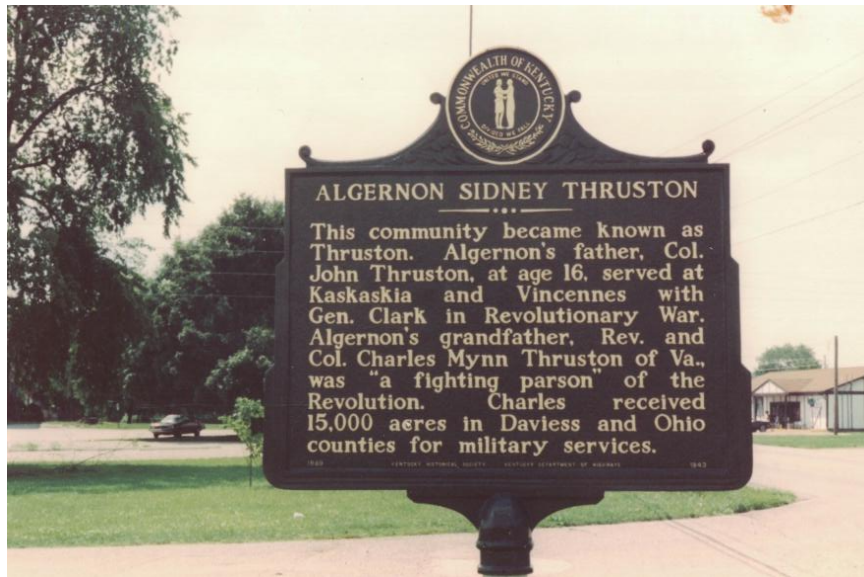 COMMONWEALTH OF KENTUCKY
UNITED WE STAND
DIVIDED WE FALL
ALGERNON SIDNEY THRUSTON
This community became known as
Thruston. Algernon's father, Col.
John Thruston, at age 16, served at
Kaskaskia and Vincennes with
Gen. Clark in Revolutionary War.
Algernon's grandfather, Rev. and
Col. Charles Mynn Thruston of Va.,
was "a fighting parson" of the
Revolution. Charles received
15,000 acres in Daviess and Ohio
counties for military services.
KENTUCKY HISTORICAL SOCIETY KENTUCKY DEPARTMENT OF HIGHWAYS